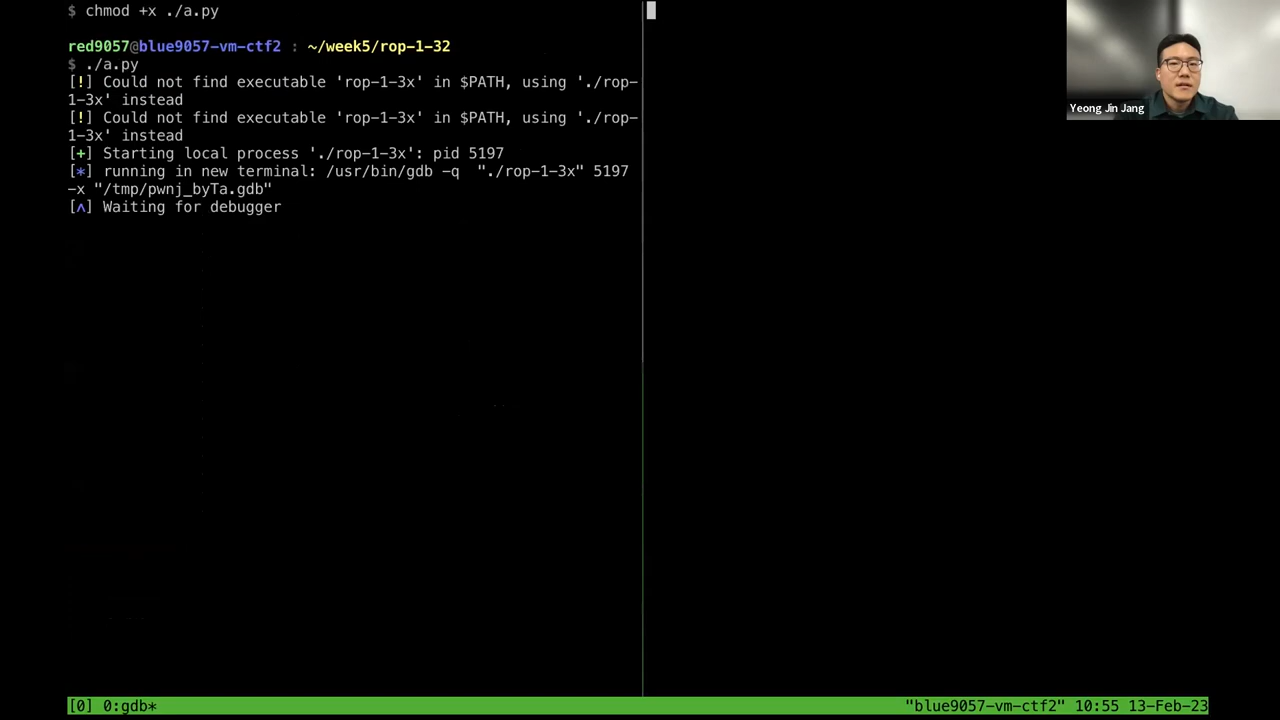 $ chmod +x ./a.py
red9057@blue9057-vm-ctf2 : ~/week5/rop-1-32
$ ./a.py
[!] Could not find executable 'rop-1-3x' in $PATH, using './rop-
1-3x' instead
[!] Could not find executable 'rop-1-3x' in $PATH, using './rop-
1-3x' instead
[+] Starting local process './rop-1-3x': pid 5197
[*] running in new terminal: /usr/bin/gdb -q  "./rop-1-3x" 5197
-x "/tmp/pwnj_byTa.gdb"
[^] Waiting for debugger
Yeong Jin Jang
[0] 0:gdb* "blue9057-vm-ctf2" 10:55 13-Feb-23